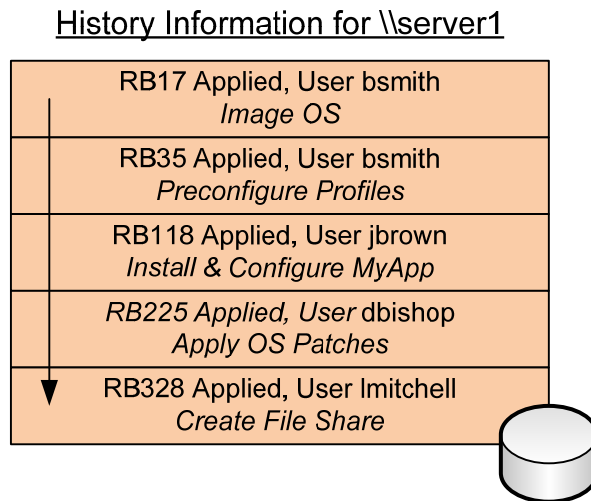 History Information for \\server1
RB17 Applied, User bsmith
Image OS
RB35 Applied, User bsmith
Preconfigure Profiles
RB118 Applied, User jbrown
Install & Configure MyApp
RB225 Applied, User dbishop
Apply OS Patches
RB328 Applied, User lmitchell
Create File Share